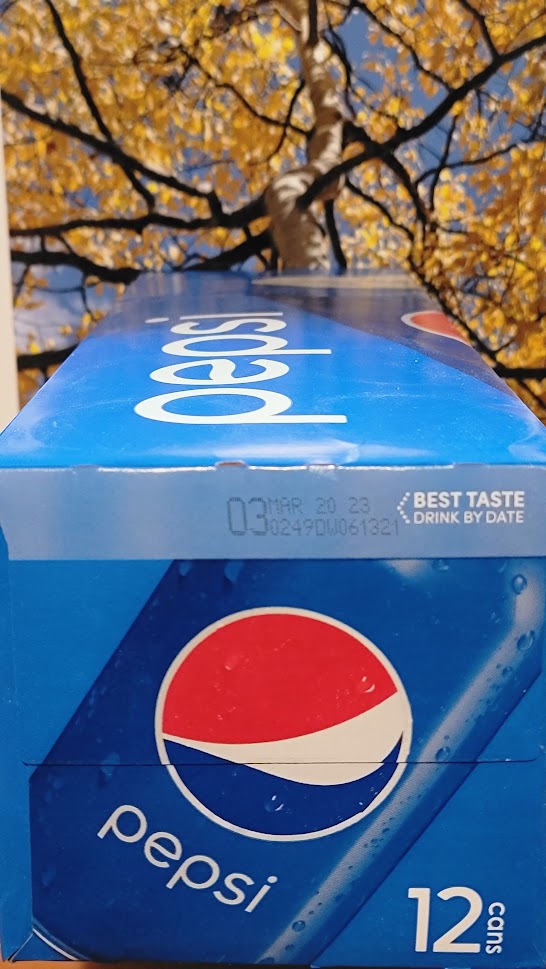 pepsi
03 MAR 20 23
0249DW061321
BEST TASTE
DRINK BY DATE
pepsi
12 cans